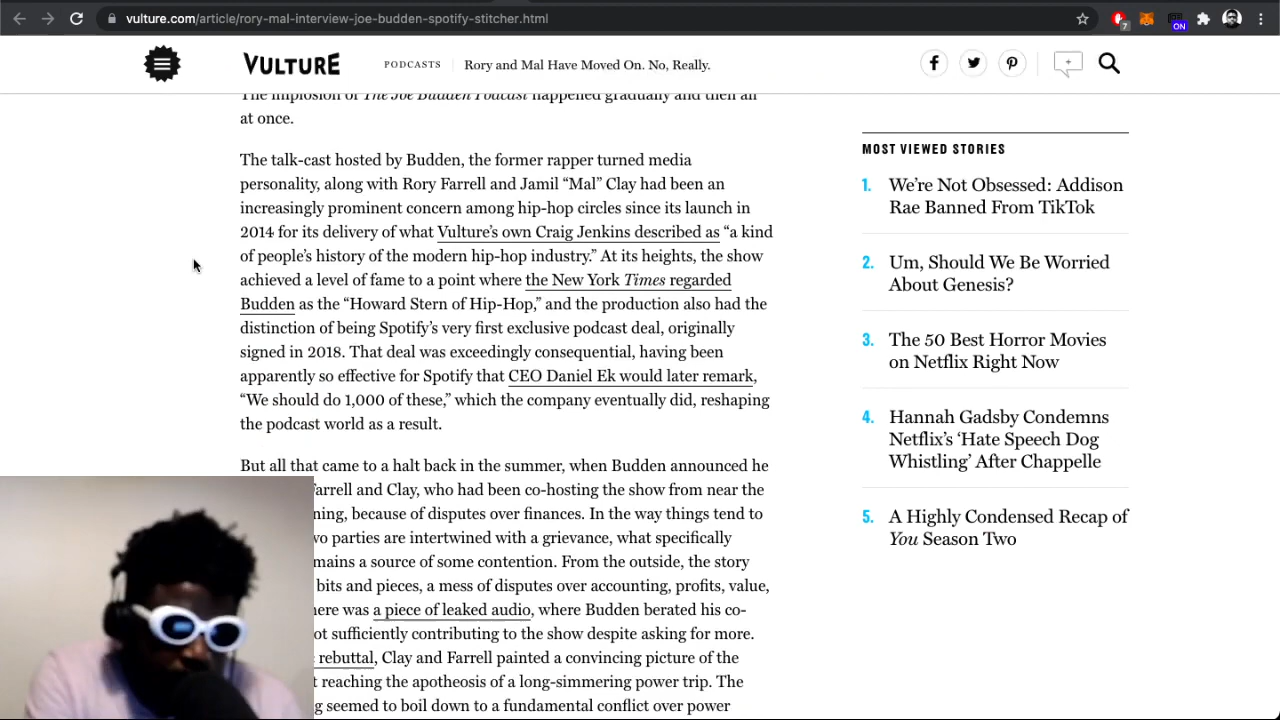 vulture.com/article/rory-mal-interview-joe-budden-spotify-stitcher.html
7
ON
VULTURE
PODCASTS
Rory and Mal Have Moved On. No, Really.
The implosion of The Joe Budden Podcast happened gradually and then all
at once.
The talk-cast hosted by Budden, the former rapper turned media
personality, along with Rory Farrell and Jamil “Mal” Clay had been an
increasingly prominent concern among hip-hop circles since its launch in
2014 for its delivery of what Vulture’s own Craig Jenkins described as “a kind
of people’s history of the modern hip-hop industry.” At its heights, the show
achieved a level of fame to a point where the New York Times regarded
Budden as the “Howard Stern of Hip-Hop,” and the production also had the
distinction of being Spotify’s very first exclusive podcast deal, originally
signed in 2018. That deal was exceedingly consequential, having been
apparently so effective for Spotify that CEO Daniel Ek would later remark,
“We should do 1,000 of these,” which the company eventually did, reshaping
the podcast world as a result.
But all that came to a halt back in the summer, when Budden announced he
Farrell and Clay, who had been co-hosting the show from near the
ning, because of disputes over finances. In the way things tend to
wo parties are intertwined with a grievance, what specifically
mains a source of some contention. From the outside, the story
bits and pieces, a mess of disputes over accounting, profits, value,
here was a piece of leaked audio, where Budden berated his co-
ot sufficiently contributing to the show despite asking for more.
rebuttal, Clay and Farrell painted a convincing picture of the
t reaching the apotheosis of a long-simmering power trip. The
g seemed to boil down to a fundamental conflict over power
MOST VIEWED STORIES
1. We’re Not Obsessed: Addison
Rae Banned From TikTok
2. Um, Should We Be Worried
About Genesis?
3. The 50 Best Horror Movies
on Netflix Right Now
4. Hannah Gadsby Condemns
Netflix’s ‘Hate Speech Dog
Whistling’ After Chappelle
5. A Highly Condensed Recap of
You Season Two